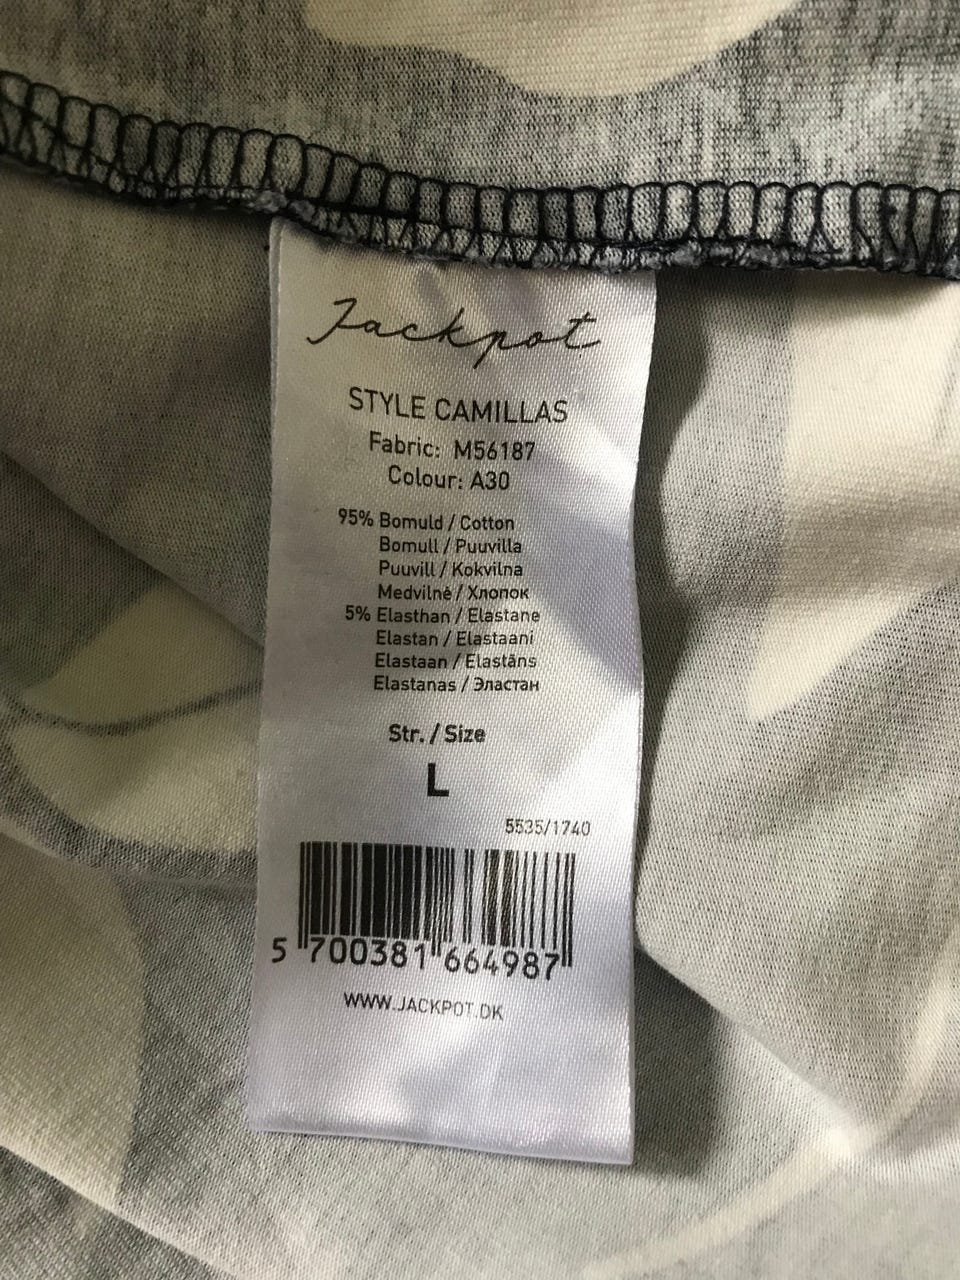 Jackpot
STYLE CAMILLAS
Fabric: M56187
Colour: A30
95% Bomuld / Cotton
Bomull / Puuvilla
Puuvill / Kokvilna
Medvilnė / Хлопок
5% Elasthan / Elastane
Elastan / Elastaani
Elastaan / Elastāns
Elastanas / Эластан
Str. / Size
L
5535/1740
5 700381 664987
WWW.JACKPOT.DK